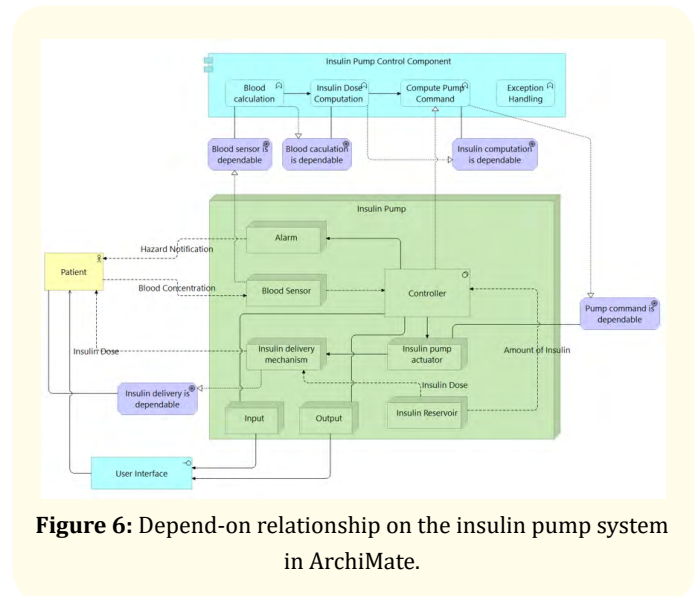 Insulin Pump Control Component
Blood
calculation
Insulin Dose
Computation
Compute Pump
Command
Exception
Handling
Blood sensor is
dependable
Blood caculation
is dependable
Insulin computation
is dependable
Insulin Pump
Alarm
Hazard Notification
Patient
Blood Concentration
Blood Sensor
Controller
Pump command is
dependable
Insulin Dose
Insulin delivery
mechanism
Insulin pump
actuator
Amount of Insulin
Insulin Dose
Insulin delivery is
dependable
Input
Output
Insulin Reservoir
User Interface
Figure 6: Depend-on relationship on the insulin pump system
in ArchiMate.